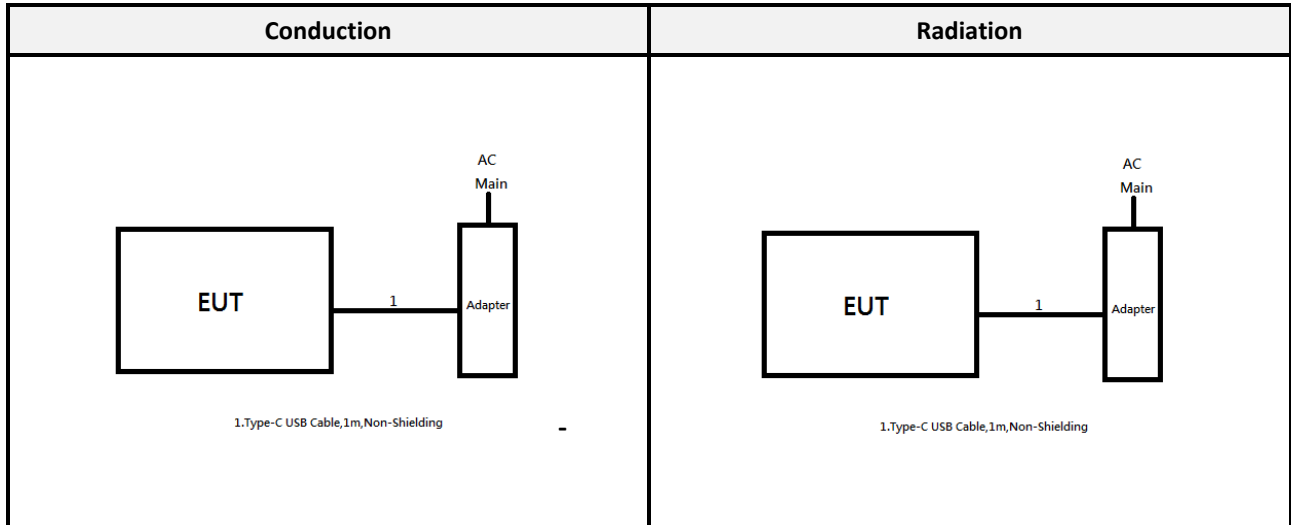 Conduction
Radiation
AC
Main
EUT
1
Adapter
1.Type-C USB Cable,1m,Non-Shielding
-
AC
Main
EUT
1
Adapter
1.Type-C USB Cable,1m,Non-Shielding